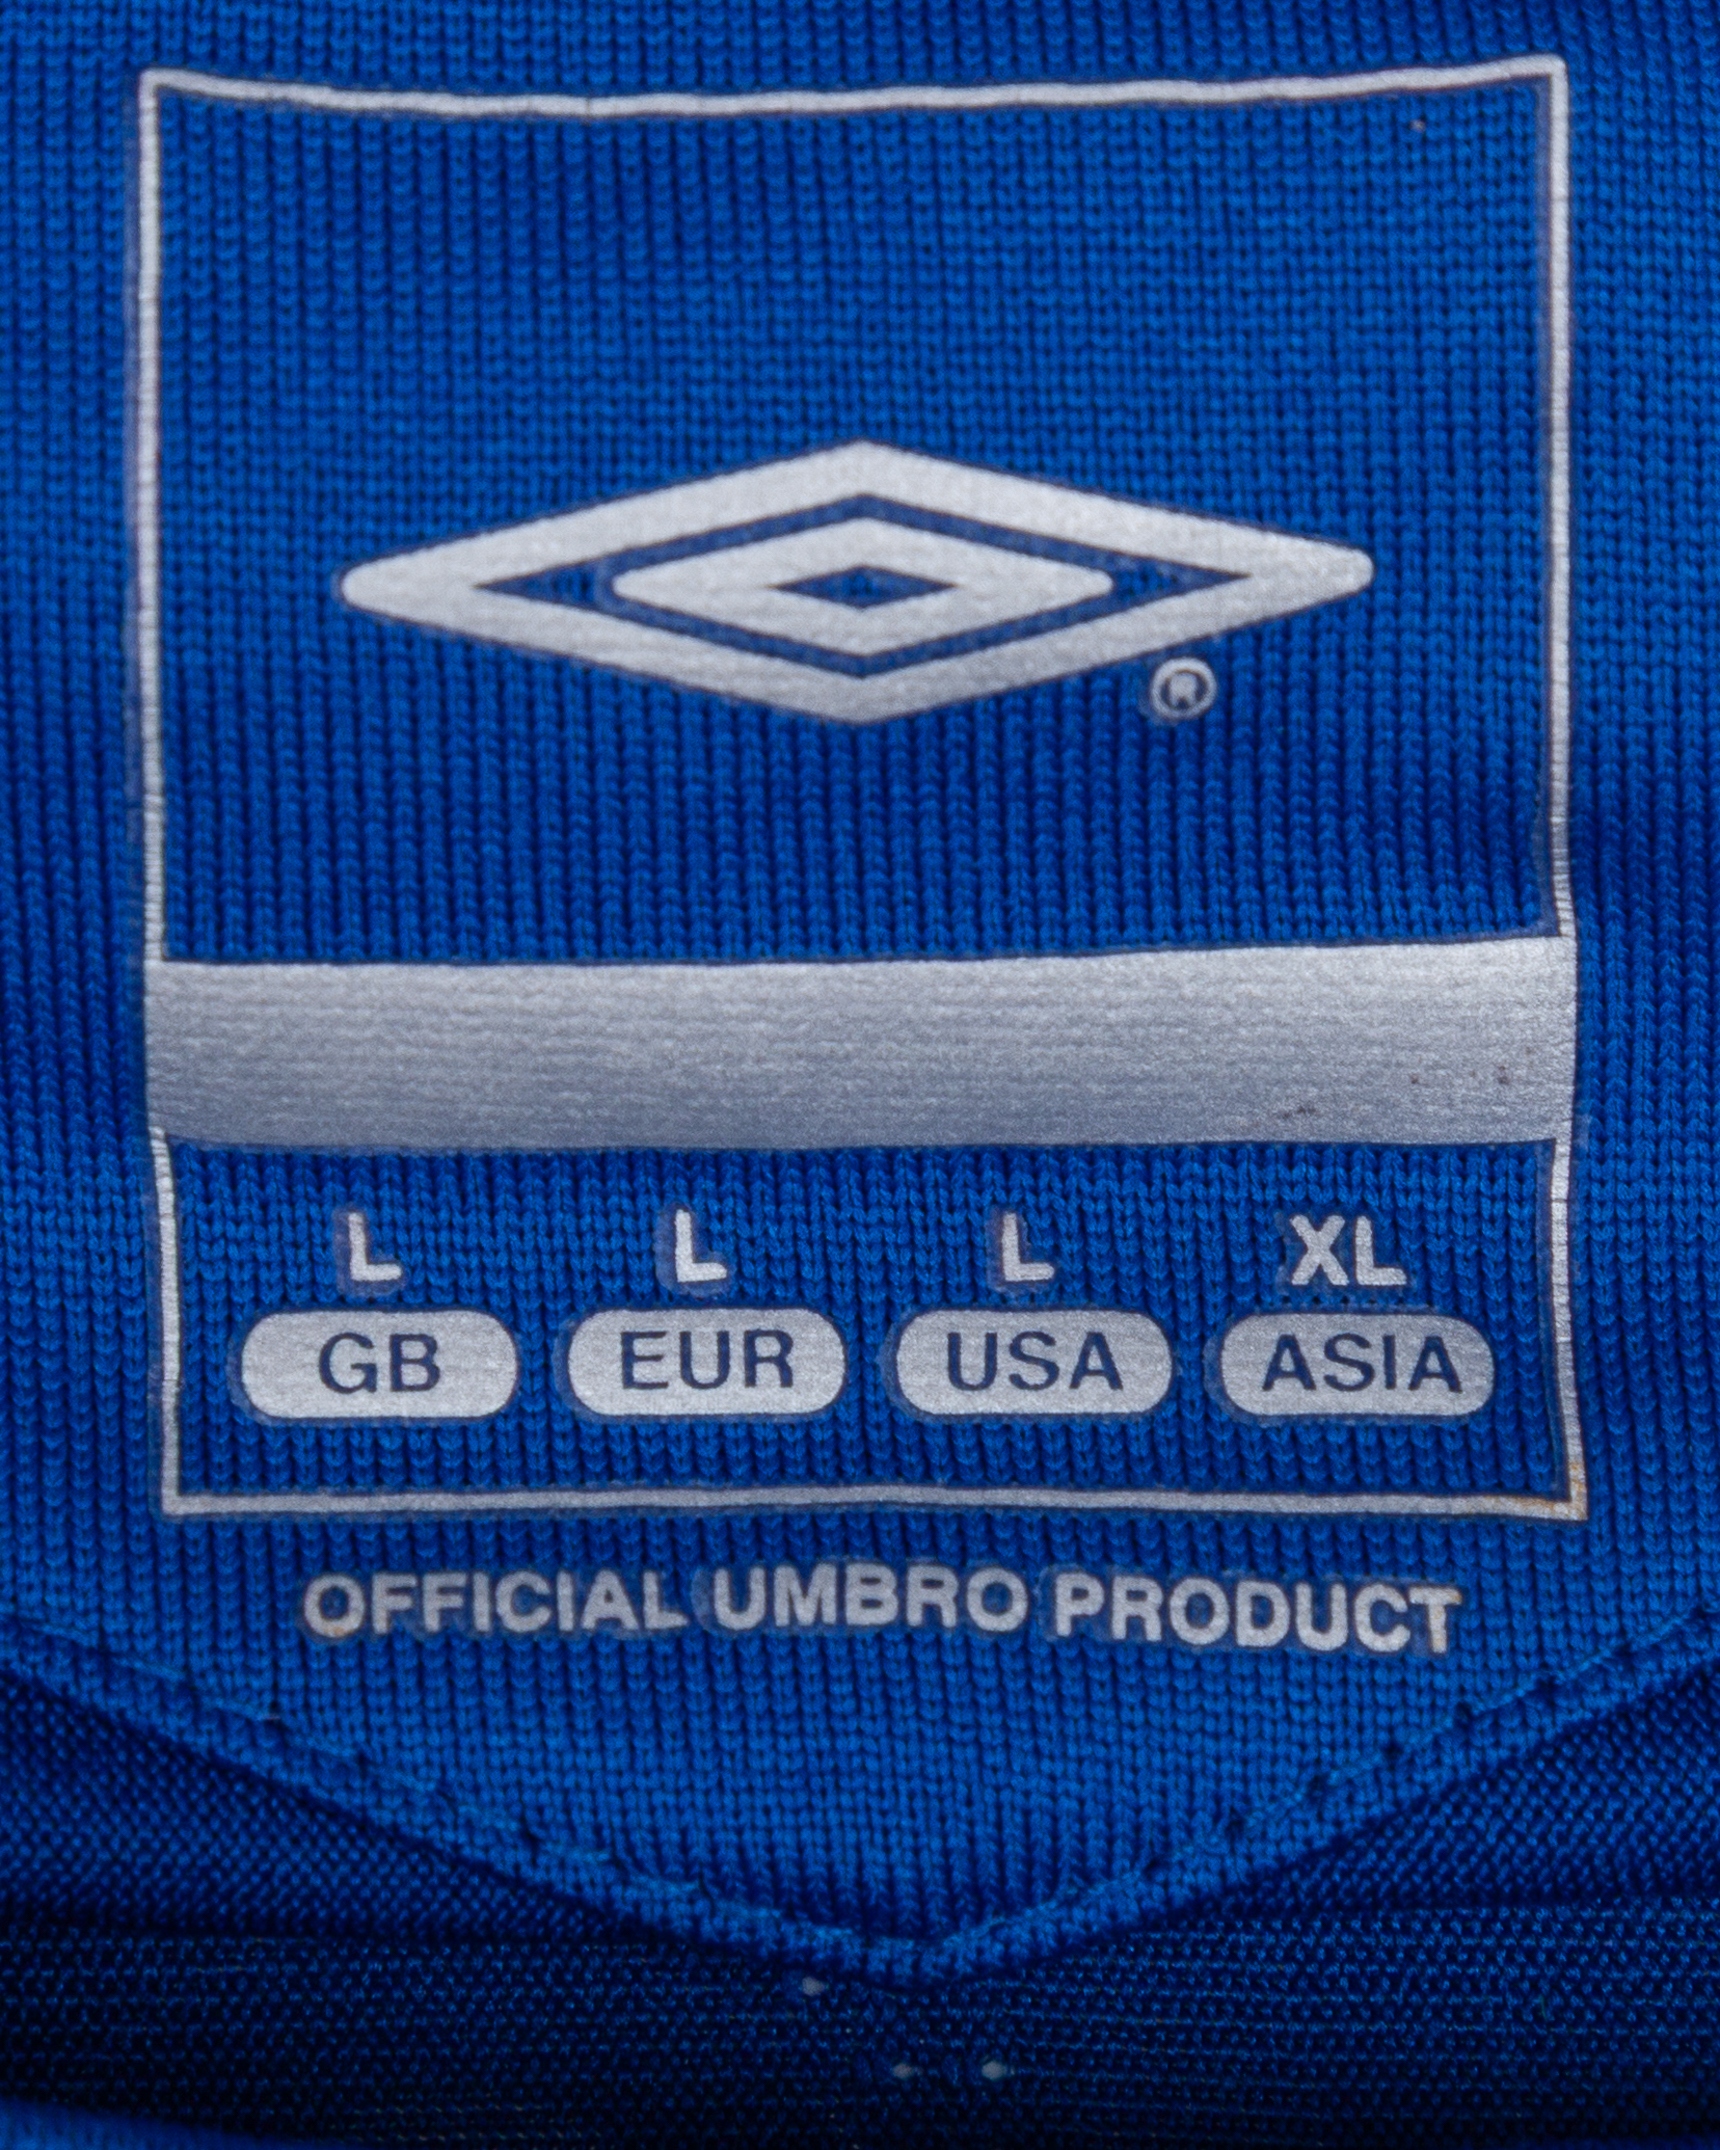 ®
L L L XL
GB EUR USA ASIA
OFFICIAL UMBRO PRODUCT